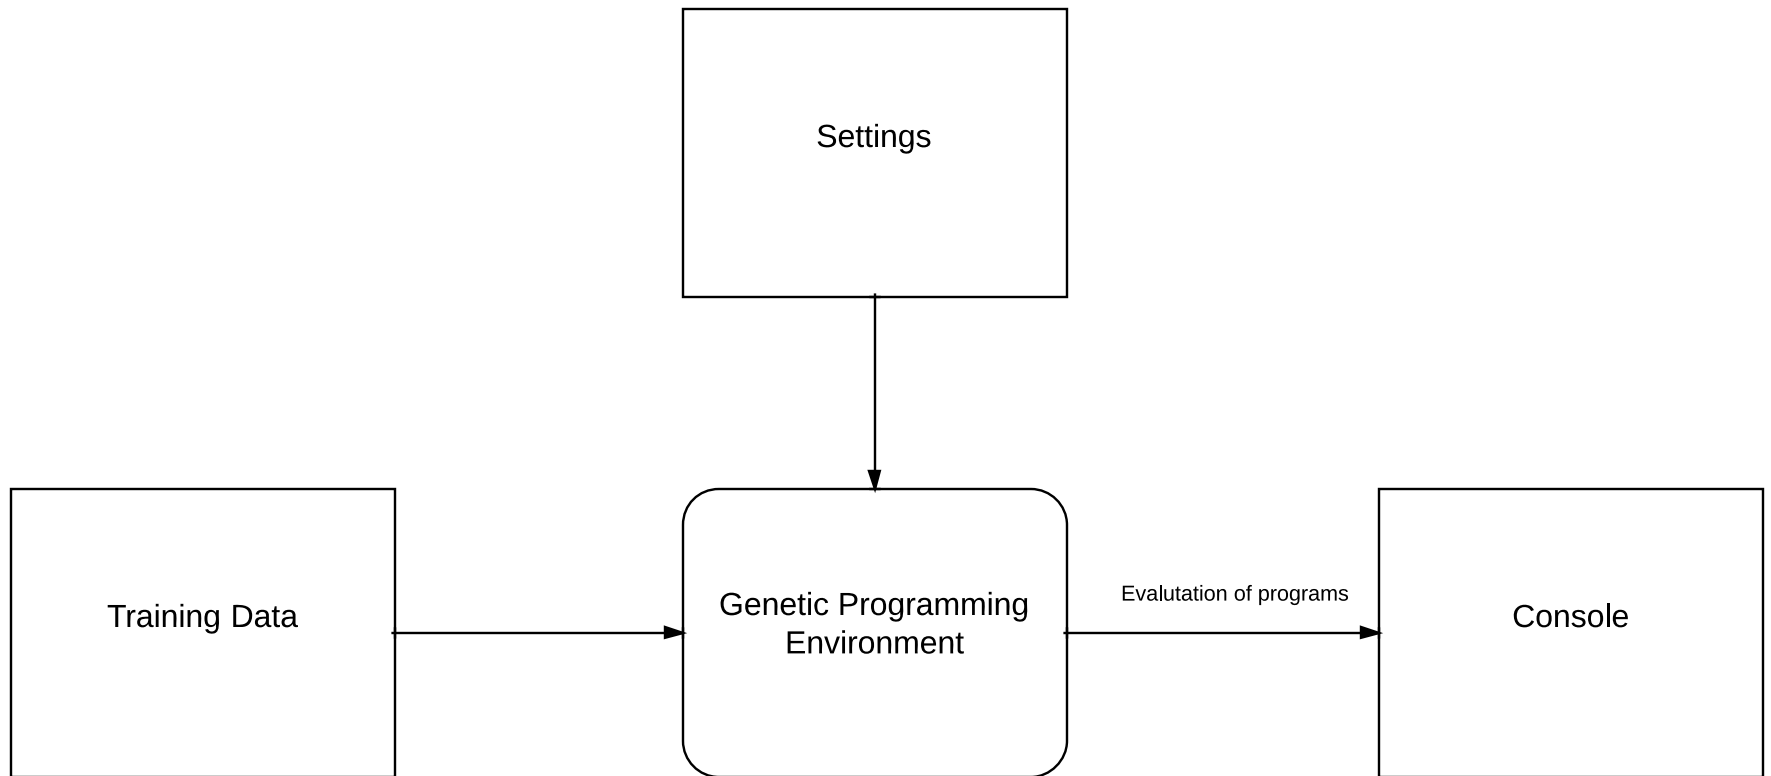 Settings
Training Data
Genetic Programming
Environment
Evalutation of programs
Console